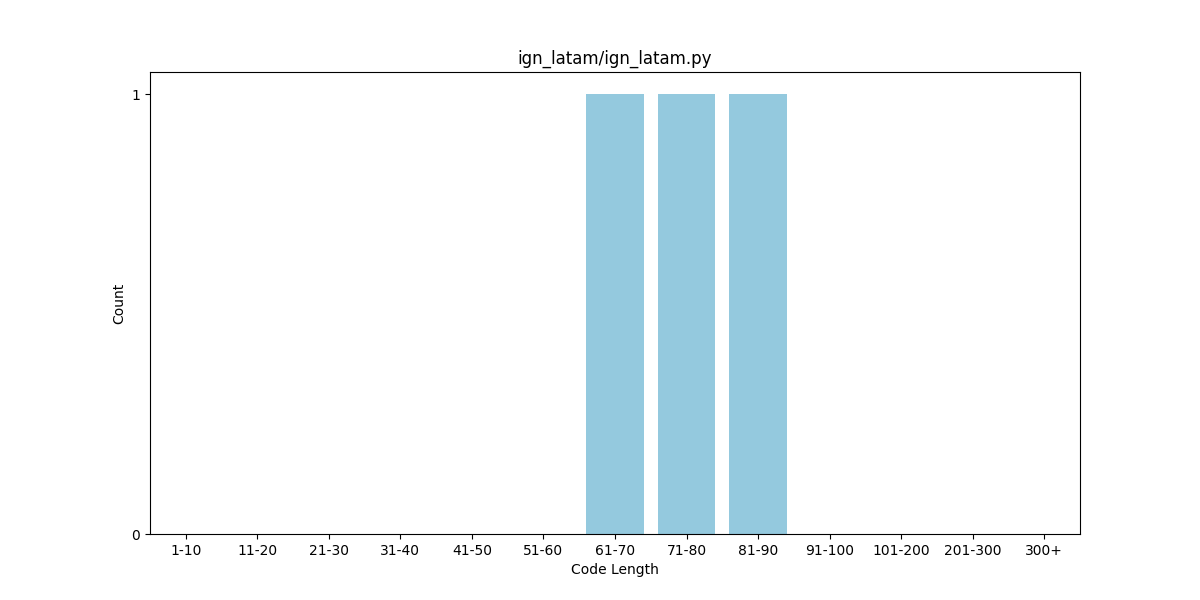 ign_latam/ign_latam.py
1
0
Count
1-10 11-20 21-30 31-40 41-50 51-60 61-70 71-80 81-90 91-100 101-200 201-300 300+
Code Length